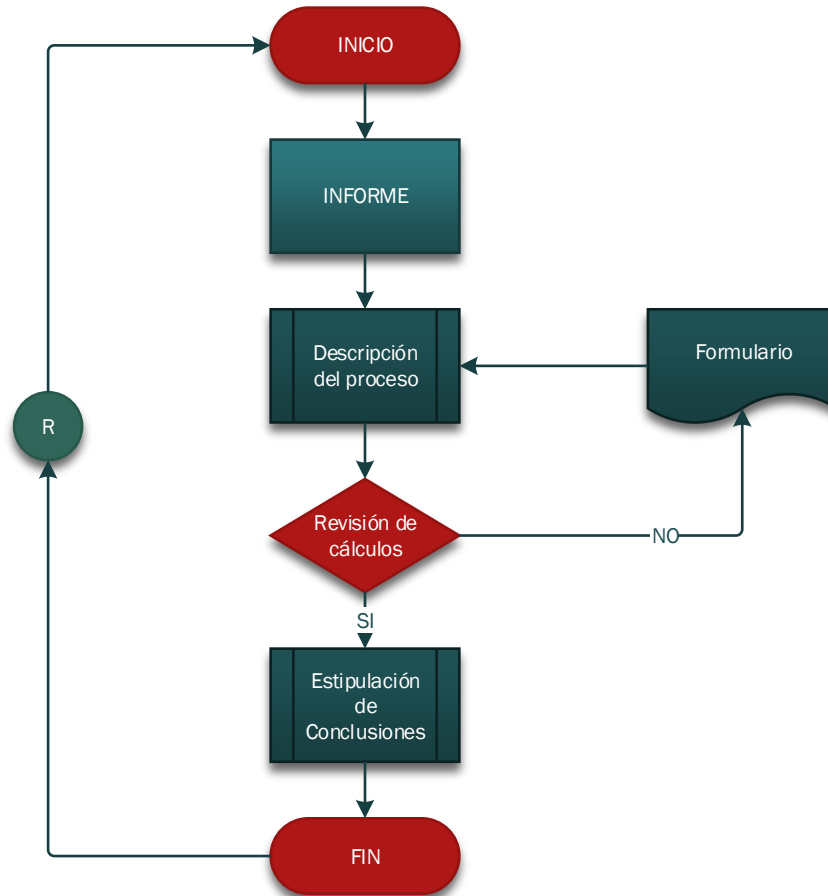 INICIO
INFORME
Descripción
del proceso
Formulario
R
Revisión de
cálculos
NO
SI
Estipulación
de
Conclusiones
FIN